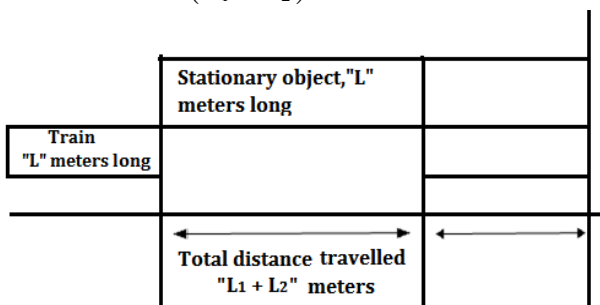 Stationary object,"L"
meters long
Train
"L" meters long
Total distance travelled
"L1 + L2" meters